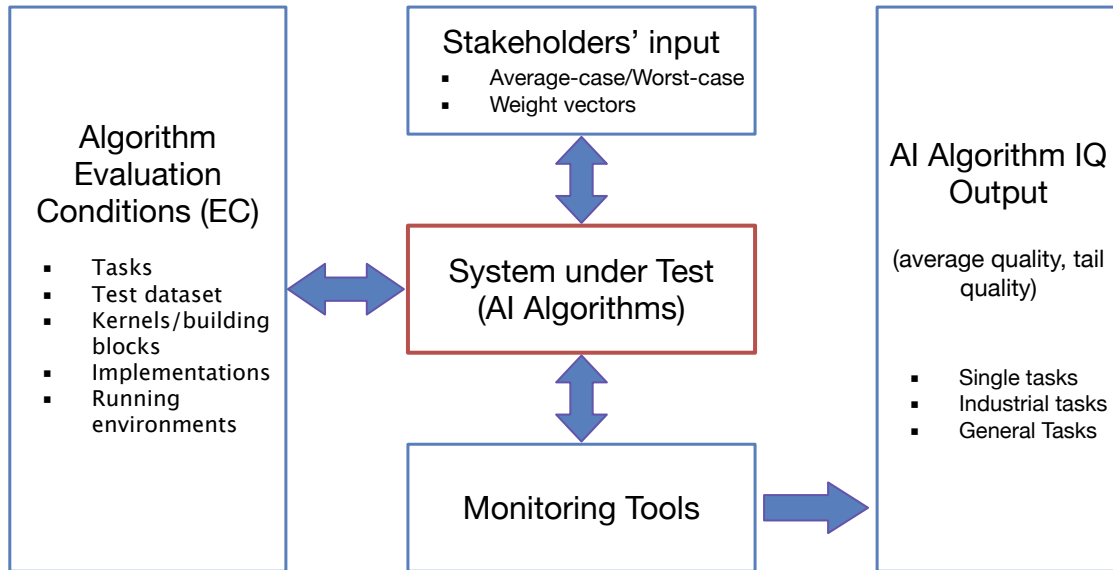 Algorithm
Evaluation
Conditions (EC)
▪ Tasks
▪ Test dataset
▪ Kernels/building
blocks
▪ Implementations
▪ Running
environments
Stakeholders’ input
▪ Average-case/Worst-case
▪ Weight vectors
System under Test
(AI Algorithms)
Monitoring Tools
AI Algorithm IQ
Output
(average quality, tail
quality)
▪ Single tasks
▪ Industrial tasks
▪ General Tasks